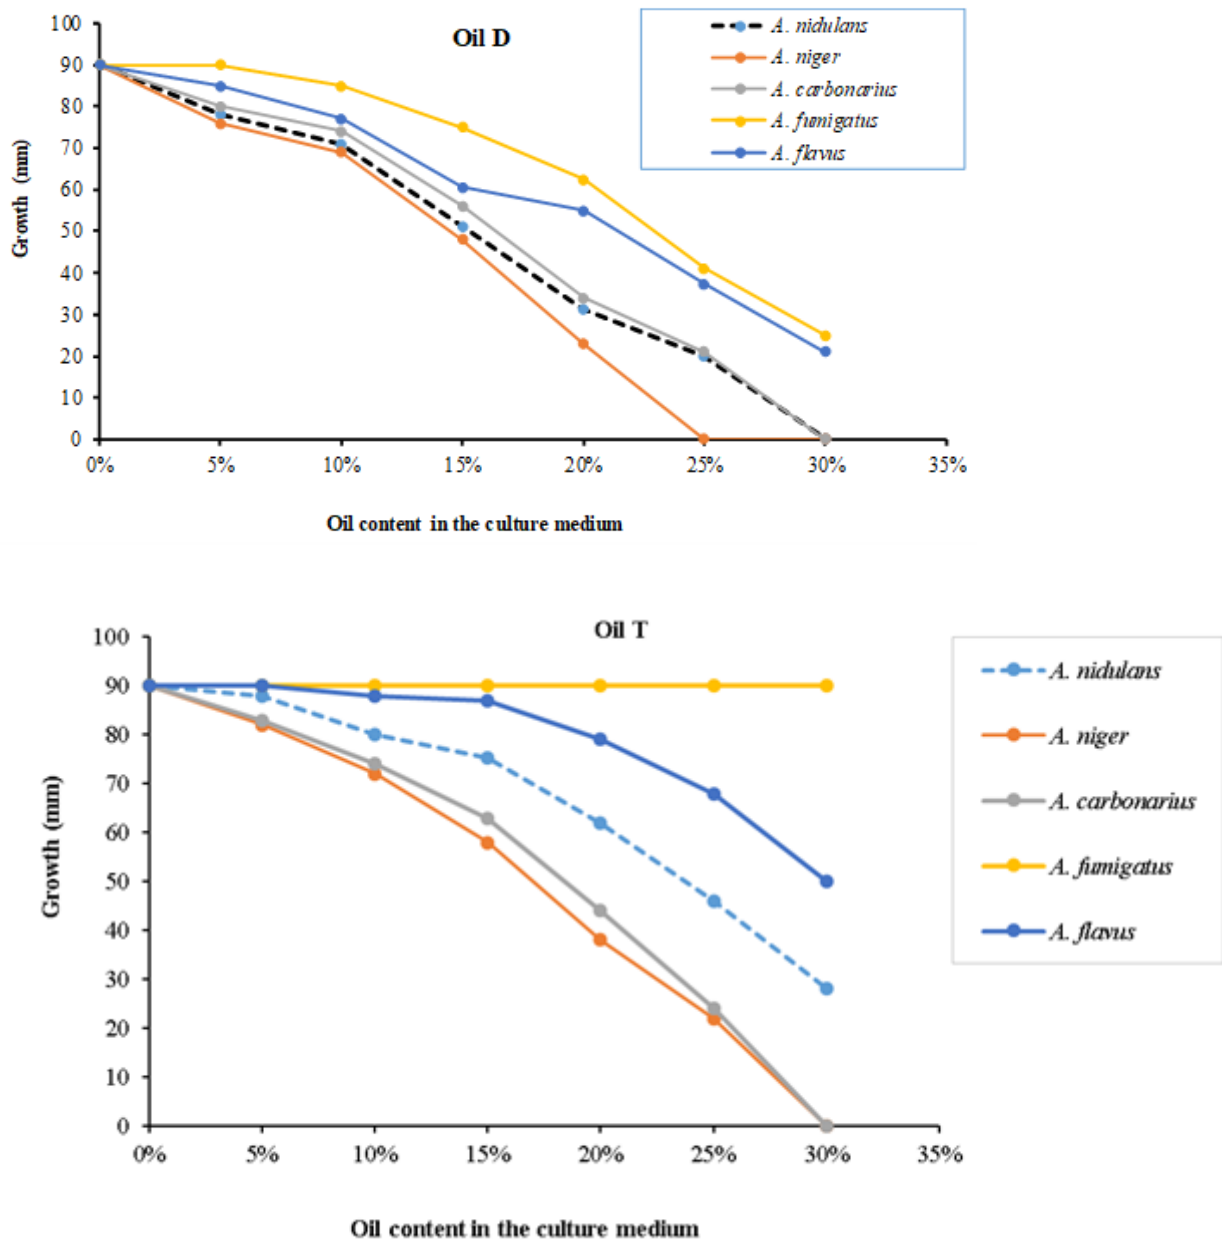 Oil D
A. nidulans
A. niger
A. carbonarius
A. fumigatus
A. flavus
Growth (mm)
100
90
80
70
60
50
40
30
20
10
0
0% 5% 10% 15% 20% 25% 30% 35%
Oil content in the culture medium
Oil T
A. nidulans
A. niger
A. carbonarius
A. fumigatus
A. flavus
Growth (mm)
100
90
80
70
60
50
40
30
20
10
0
0% 5% 10% 15% 20% 25% 30% 35%
Oil content in the culture medium